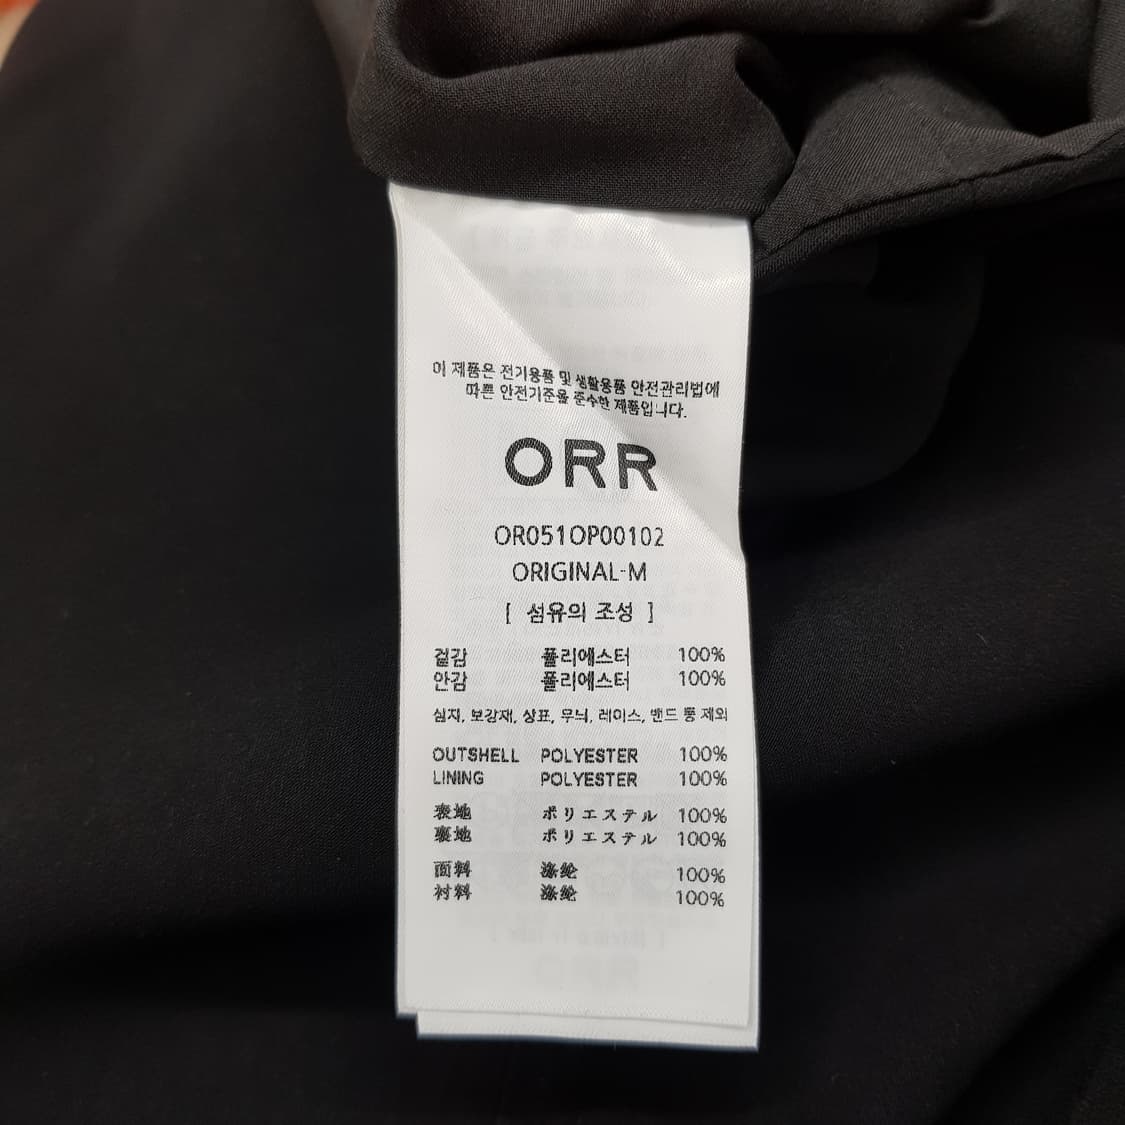 이 제품은 전기용품 및 생활용품 안전관리법에
따른 안전기준을 준수한 제품입니다.
ORR
OR051OP00102
ORIGINAL-M
[ 섬유의 조성 ]
겉감 폴리에스터 100%
안감 폴리에스터 100%
심지, 보강재, 상표, 무늬, 레이스, 밴드 등 제외
OUTSHELL POLYESTER 100%
LINING POLYESTER 100%
表地 ポリエステル 100%
裏地 ポリエステル 100%
面料 涤纶 100%
衬料 涤纶 100%